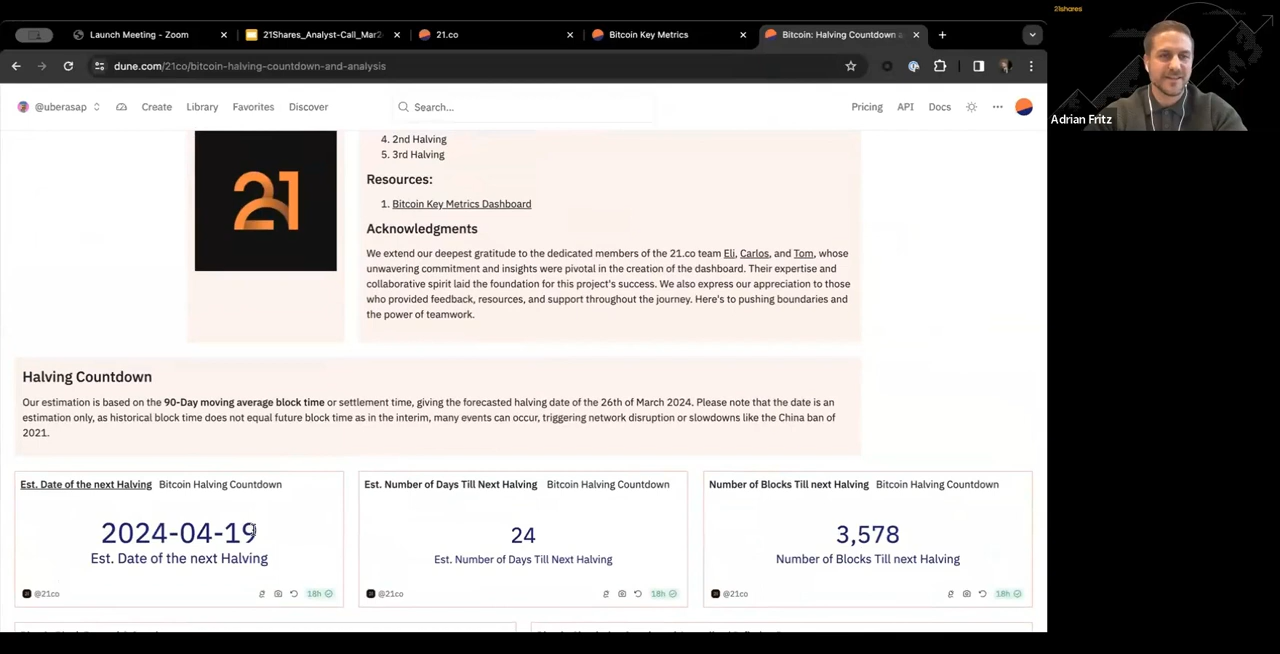 21shares
Launch Meeting - Zoom
21Shares_Analyst-Call_Mar2
21.co
Bitcoin Key Metrics
Bitcoin: Halving Countdown a
dune.com/21co/bitcoin-halving-countdown-and-analysis
@uberasap
Create
Library
Favorites
Discover
Search...
Pricing
API
Docs
Adrian Fritz
21
4. 2nd Halving
5. 3rd Halving
Resources:
1. Bitcoin Key Metrics Dashboard
Acknowledgments
We extend our deepest gratitude to the dedicated members of the 21.co team Eli, Carlos, and Tom, whose
unwavering commitment and insights were pivotal in the creation of the dashboard. Their expertise and
collaborative spirit laid the foundation for this project's success. We also express our appreciation to those
who provided feedback, resources, and support throughout the journey. Here's to pushing boundaries and
the power of teamwork.
Halving Countdown
Our estimation is based on the 90-Day moving average block time or settlement time, giving the forecasted halving date of the 26th of March 2024. Please note that the date is an
estimation only, as historical block time does not equal future block time as in the interim, many events can occur, triggering network disruption or slowdowns like the China ban of
2021.
Est. Date of the next Halving Bitcoin Halving Countdown
2024-04-19
Est. Date of the next Halving
@21co
18h
Est. Number of Days Till Next Halving Bitcoin Halving Countdown
24
Est. Number of Days Till Next Halving
@21co
18h
Number of Blocks Till next Halving Bitcoin Halving Countdown
3,578
Number of Blocks Till next Halving
@21co
18h